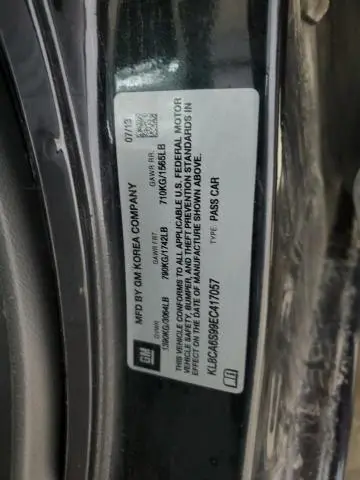 MFD BY GM KOREA COMPANY 07/13
GM
GVWR GAWR FRT GAWR RR
1390KG/3064LB 790KG/1742LB 710KG/1565LB
THIS VEHICLE CONFORMS TO ALL APPLICABLE U.S. FEDERAL MOTOR
VEHICLE SAFETY, BUMPER, AND THEFT PREVENTION STANDARDS IN
EFFECT ON THE DATE OF MANUFACTURE SHOWN ABOVE.
KL8CA6S99EC417057 TYPE: PASS CAR